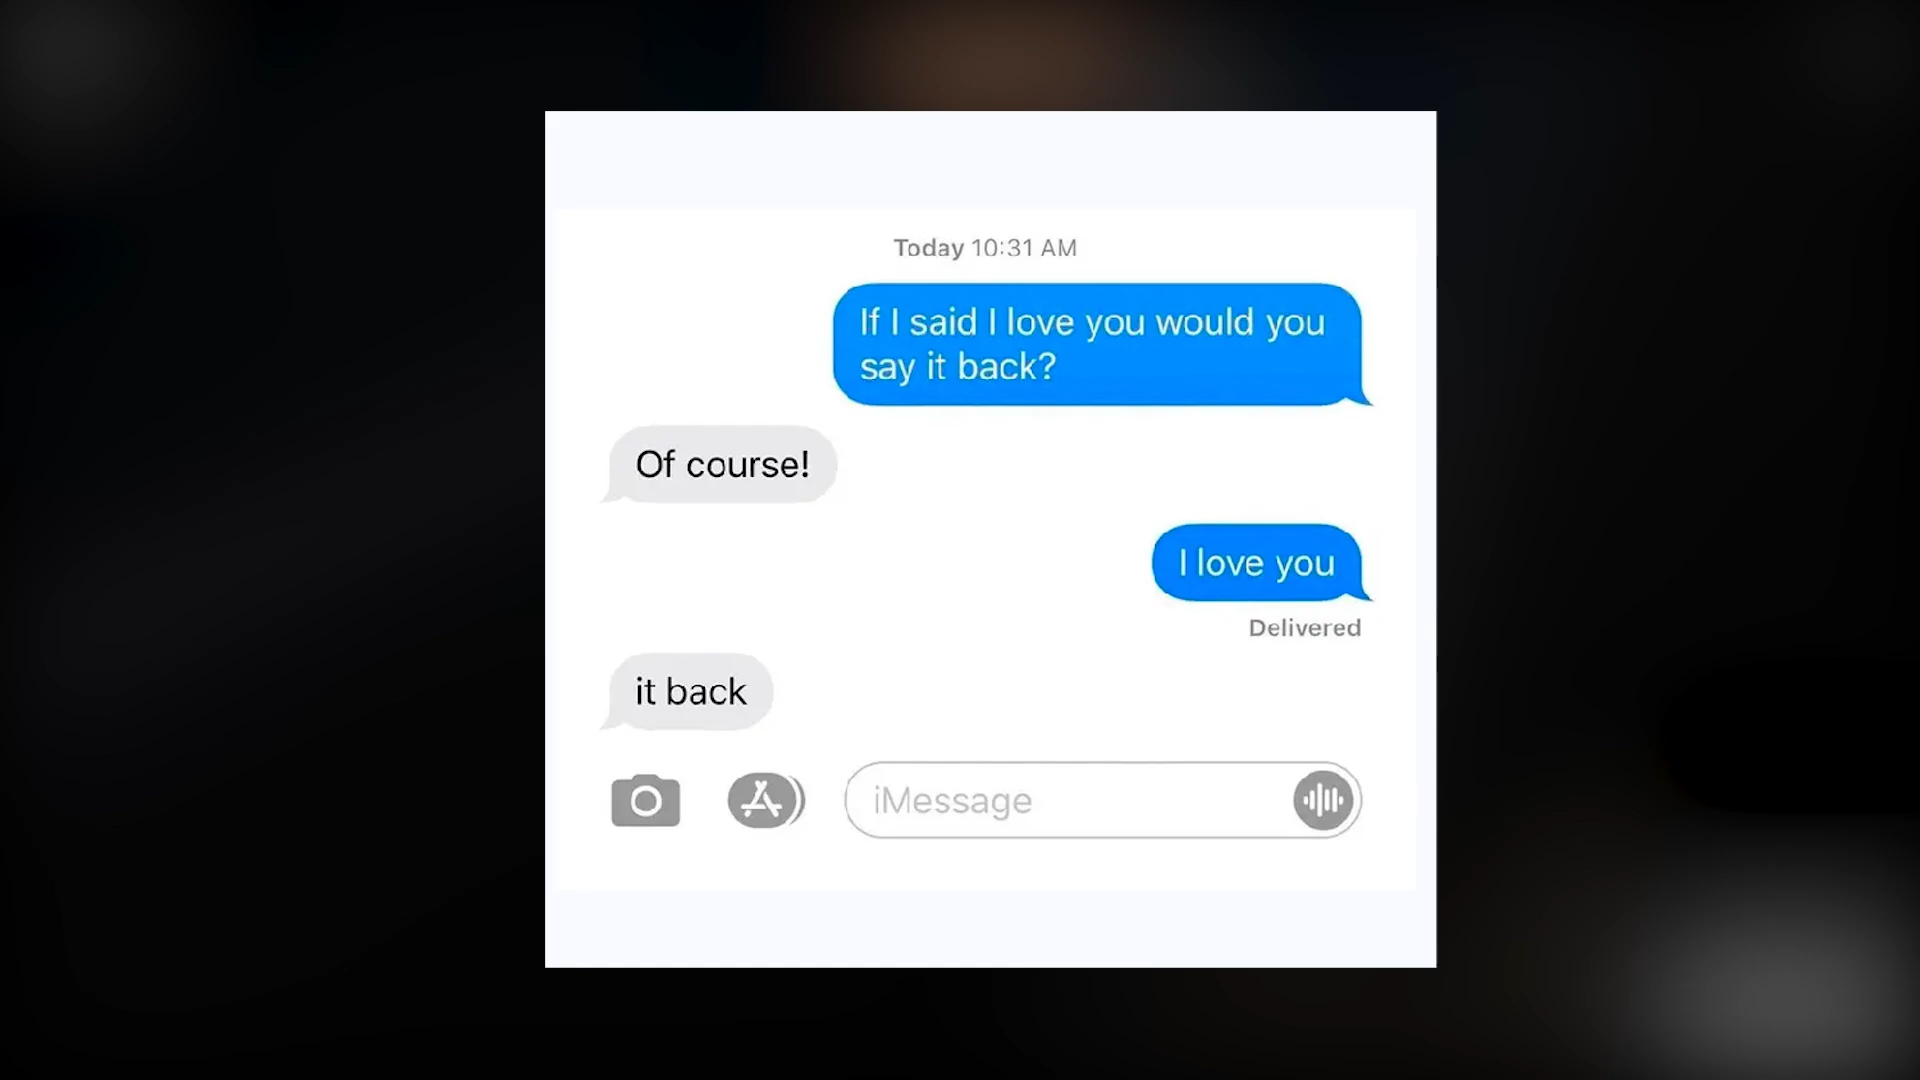 Today 10:31 AM
If I said I love you would you
say it back?
Of course!
I love you
Delivered
it back
iMessage